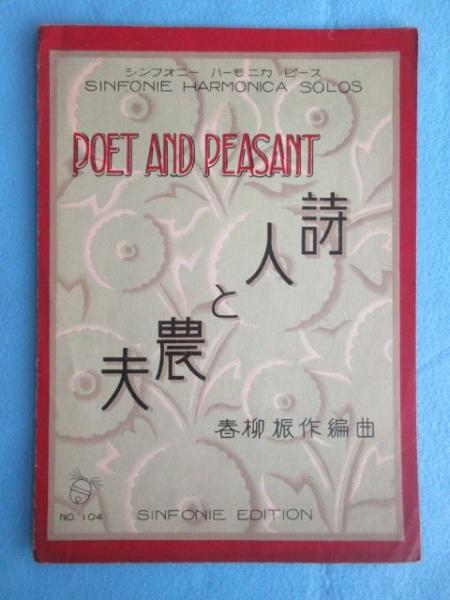 シンフォニー ハーモニカ ピース
SINFONIE HARMONICA SOLOS
POET AND PEASANT
詩人と農夫
春柳振作編曲
NO. 104
SINFONIE EDITION